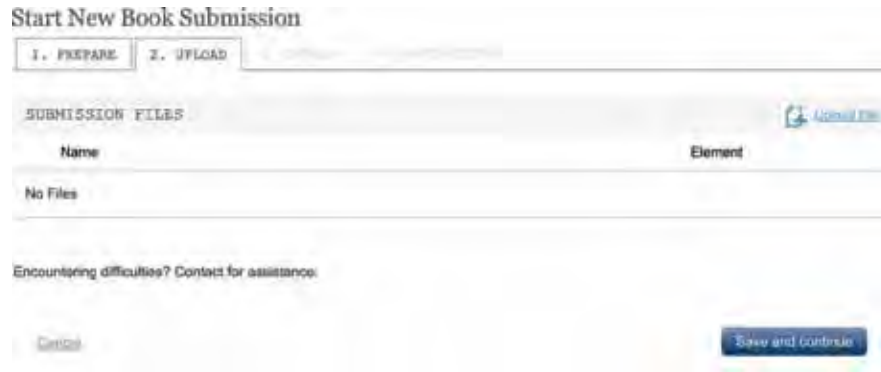 Start New Book Submission
1. PREPARE 2. UPLOAD
SUBMISSION FILES Upload File
Name Element
No Files
Encountering difficulties? Contact for assistance.
Cancel Save and continue